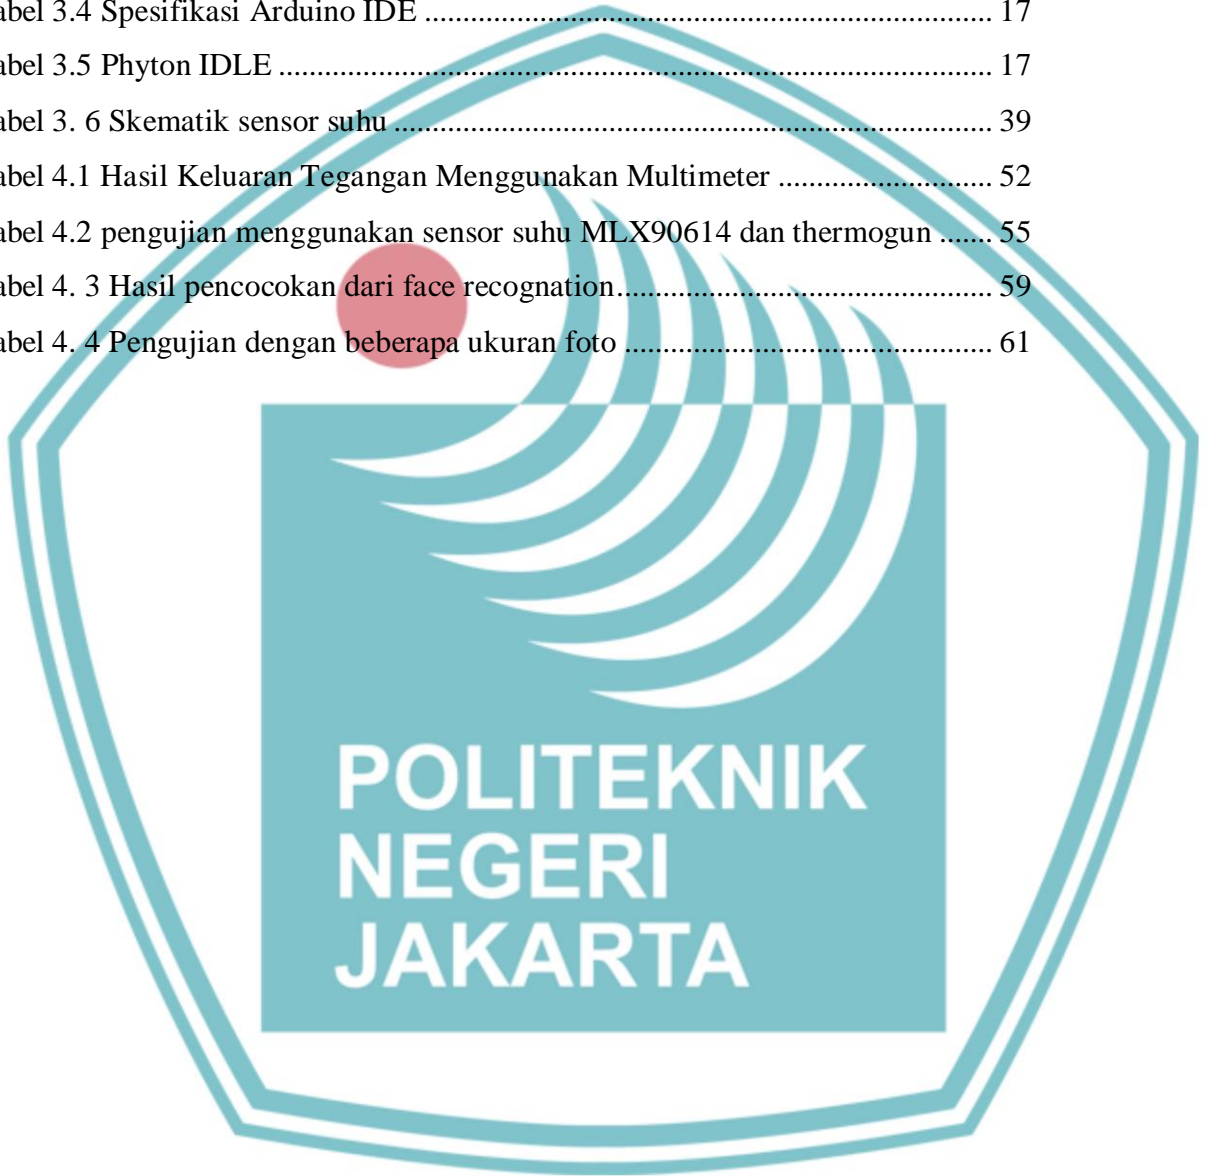 abel 3.4 Spesifikasi Arduino IDE ..................................................................... 17
abel 3.5 Phyton IDLE ....................................................................................... 17
abel 3. 6 Skematik sensor suhu ......................................................................... 39
abel 4.1 Hasil Keluaran Tegangan Menggunakan Multimeter .......................... 52
abel 4.2 pengujian menggunakan sensor suhu MLX90614 dan thermogun ....... 55
abel 4. 3 Hasil pencocokan dari face recognation.............................................. 59
abel 4. 4 Pengujian dengan beberapa ukuran foto ............................................. 61
POLITEKNIK
NEGERI
JAKARTA